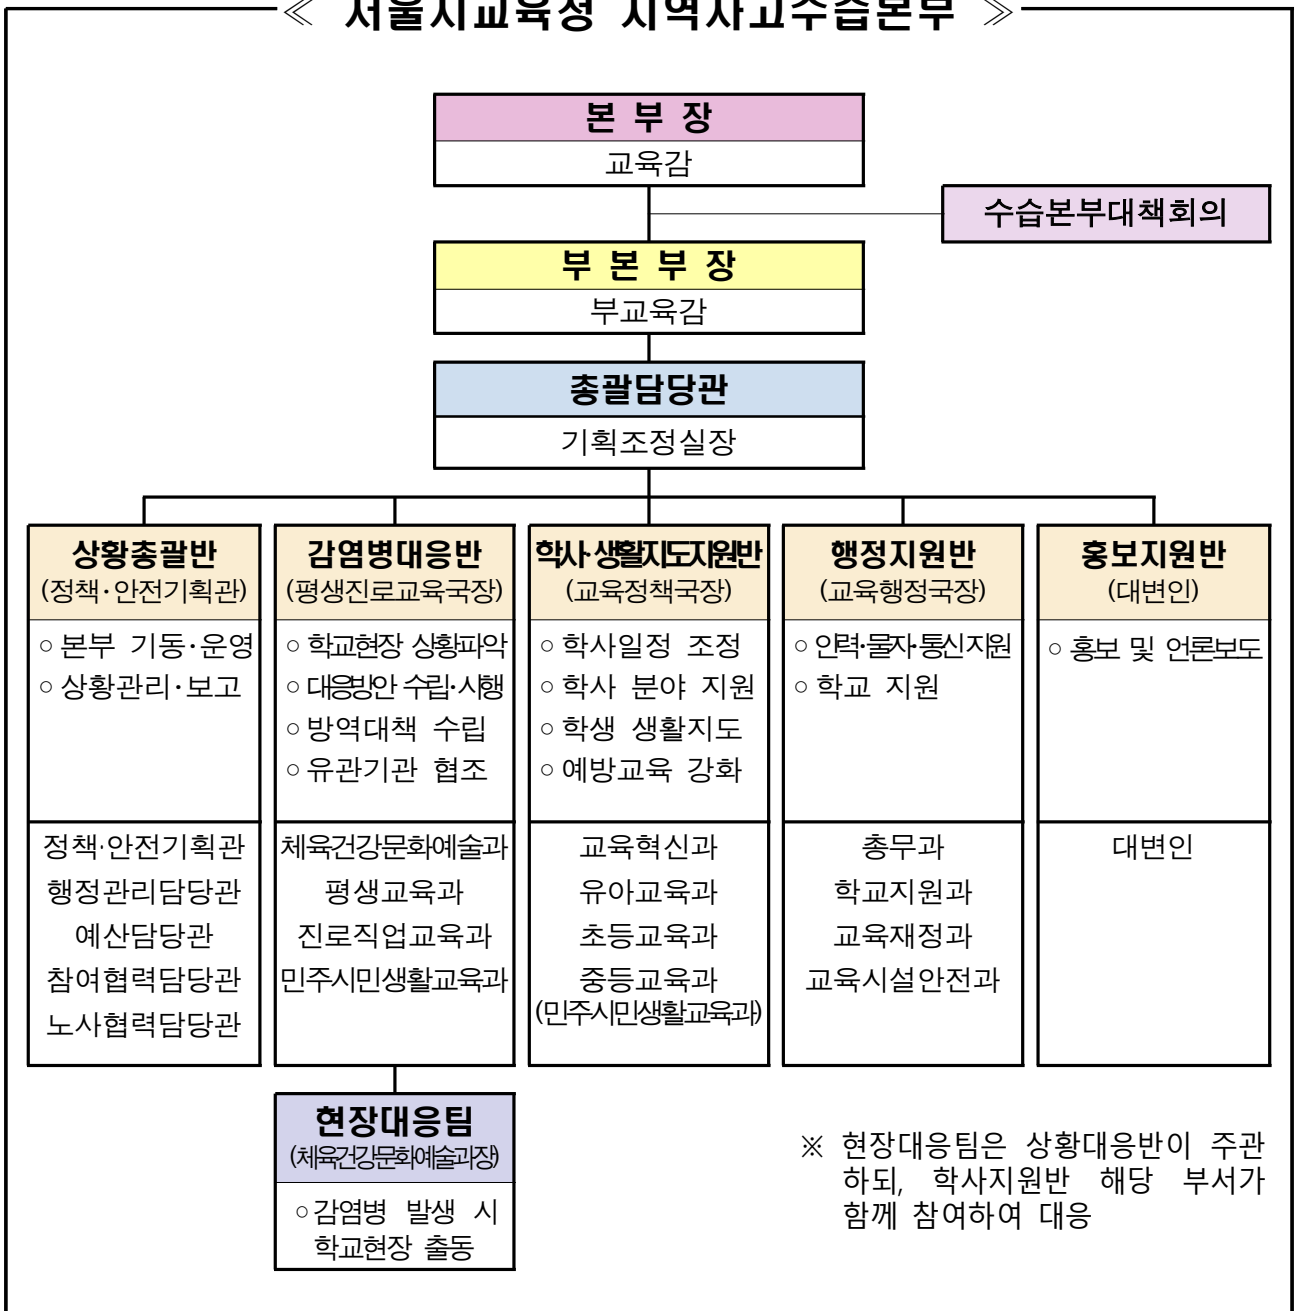 ≪ 서울시교육청 지역사고수습본부 ≫
본 부 장
교육감
수습본부대책회의
부 본 부 장
부교육감
총괄담당관
기획조정실장
상황총괄반
(정책·안전기획관)
○ 본부 기동·운영
○ 상황관리·보고
정책·안전기획관
행정관리담당관
예산담당관
참여협력담당관
노사협력담당관
감염병대응반
(평생진로교육국장)
○ 학교현장 상황파악
○ 대응방안 수립·시행
○ 방역대책 수립
○ 유관기관 협조
체육건강문화예술과
평생교육과
진로직업교육과
민주시민생활교육과
학사·생활지도지원반
(교육정책국장)
○ 학사일정 조정
○ 학사 분야 지원
○ 학생 생활지도
○ 예방교육 강화
교육혁신과
유아교육과
초등교육과
중등교육과
(민주시민생활교육과)
행정지원반
(교육행정국장)
○ 인력·물자·통신지원
○ 학교 지원
총무과
학교지원과
교육재정과
교육시설안전과
홍보지원반
(대변인)
○ 홍보 및 언론보도
대변인
현장대응팀
(체육건강문화예술과장)
○ 감염병 발생 시
학교현장 출동
※ 현장대응팀은 상황대응반이 주관
하되, 학사지원반 해당 부서가
함께 참여하여 대응